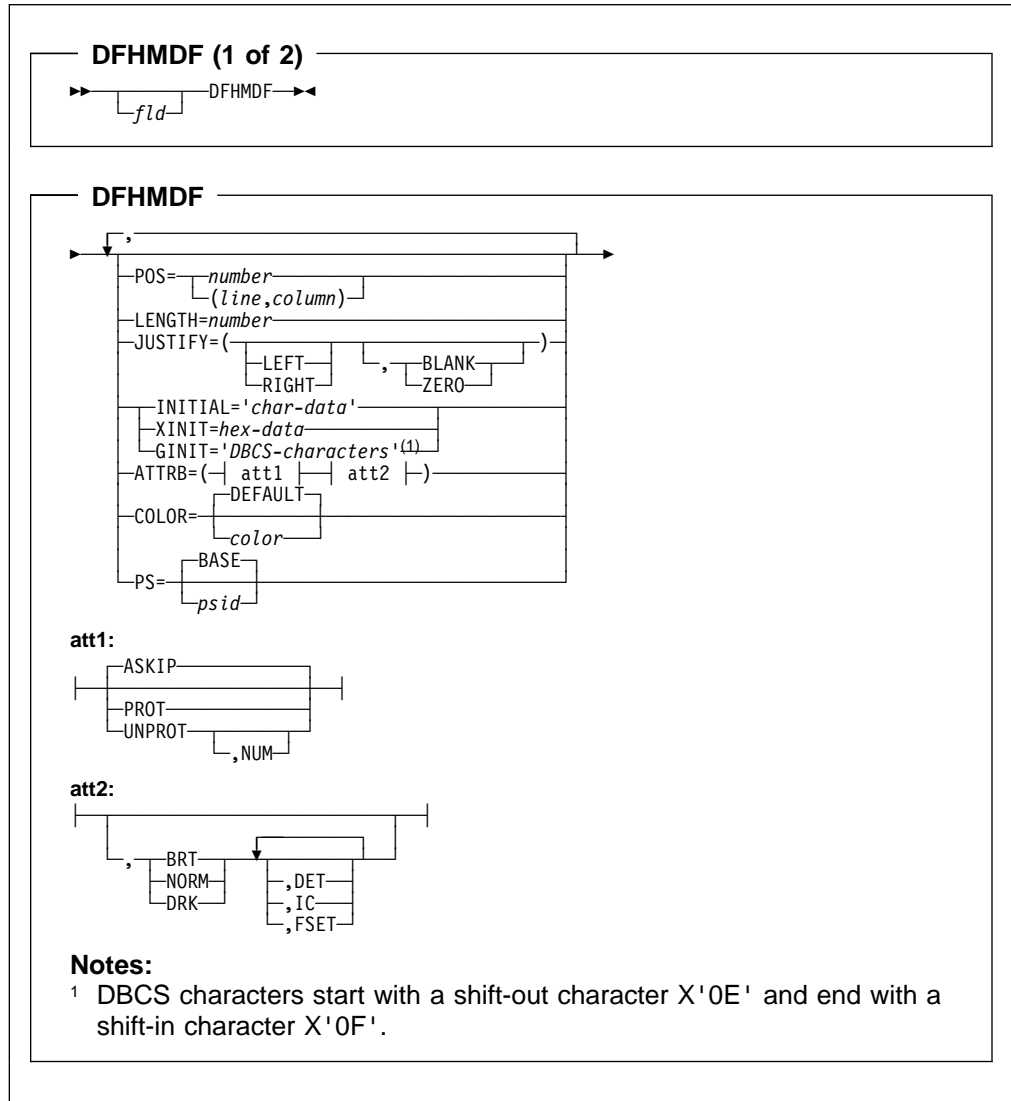 DFHMDF (1 of 2)
DFHMDF
fld
DFHMDF
,
POS= number
(line,column)
LENGTH=number
JUSTIFY=( )
LEFT , BLANK
RIGHT ZERO
INITIAL='char-data'
XINIT=hex-data
GINIT='DBCS-characters'(1)
ATTRB=( att1 att2 )
DEFAULT
COLOR=
color
BASE
PS=
psid
att1:
ASKIP
PROT
UNPROT
,NUM
att2:
, BRT
NORM ,DET
DRK ,IC
,FSET
Notes:
1 DBCS characters start with a shift-out character X'0E' and end with a
shift-in character X'0F'.